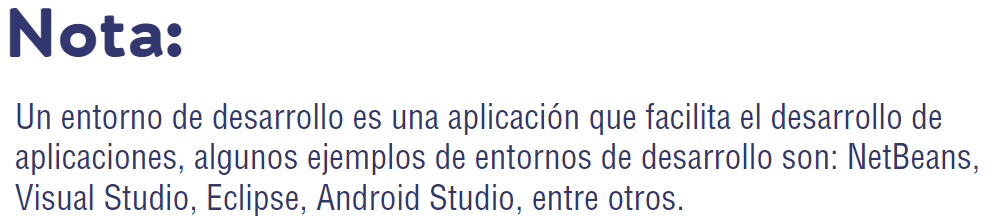 Nota:
Un entorno de desarrollo es una aplicación que facilita el desarrollo de
aplicaciones, algunos ejemplos de entornos de desarrollo son: NetBeans,
Visual Studio, Eclipse, Android Studio, entre otros.